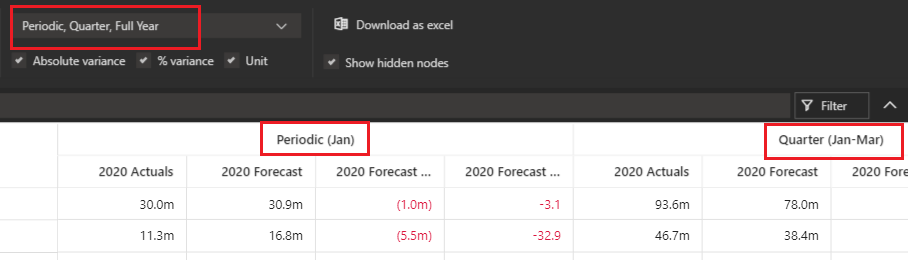 Periodic, Quarter, Full Year
Download as excel
Absolute variance % variance Unit
Show hidden nodes
Filter
Periodic (Jan) Quarter (Jan-Mar)
2020 Actuals 2020 Forecast 2020 Forecast ... 2020 Forecast ... 2020 Actuals 2020 Forecast 2020 Fore
30.0m 30.9m (1.0m) -3.1 93.6m 78.0m
11.3m 16.8m (5.5m) -32.9 46.7m 38.4m